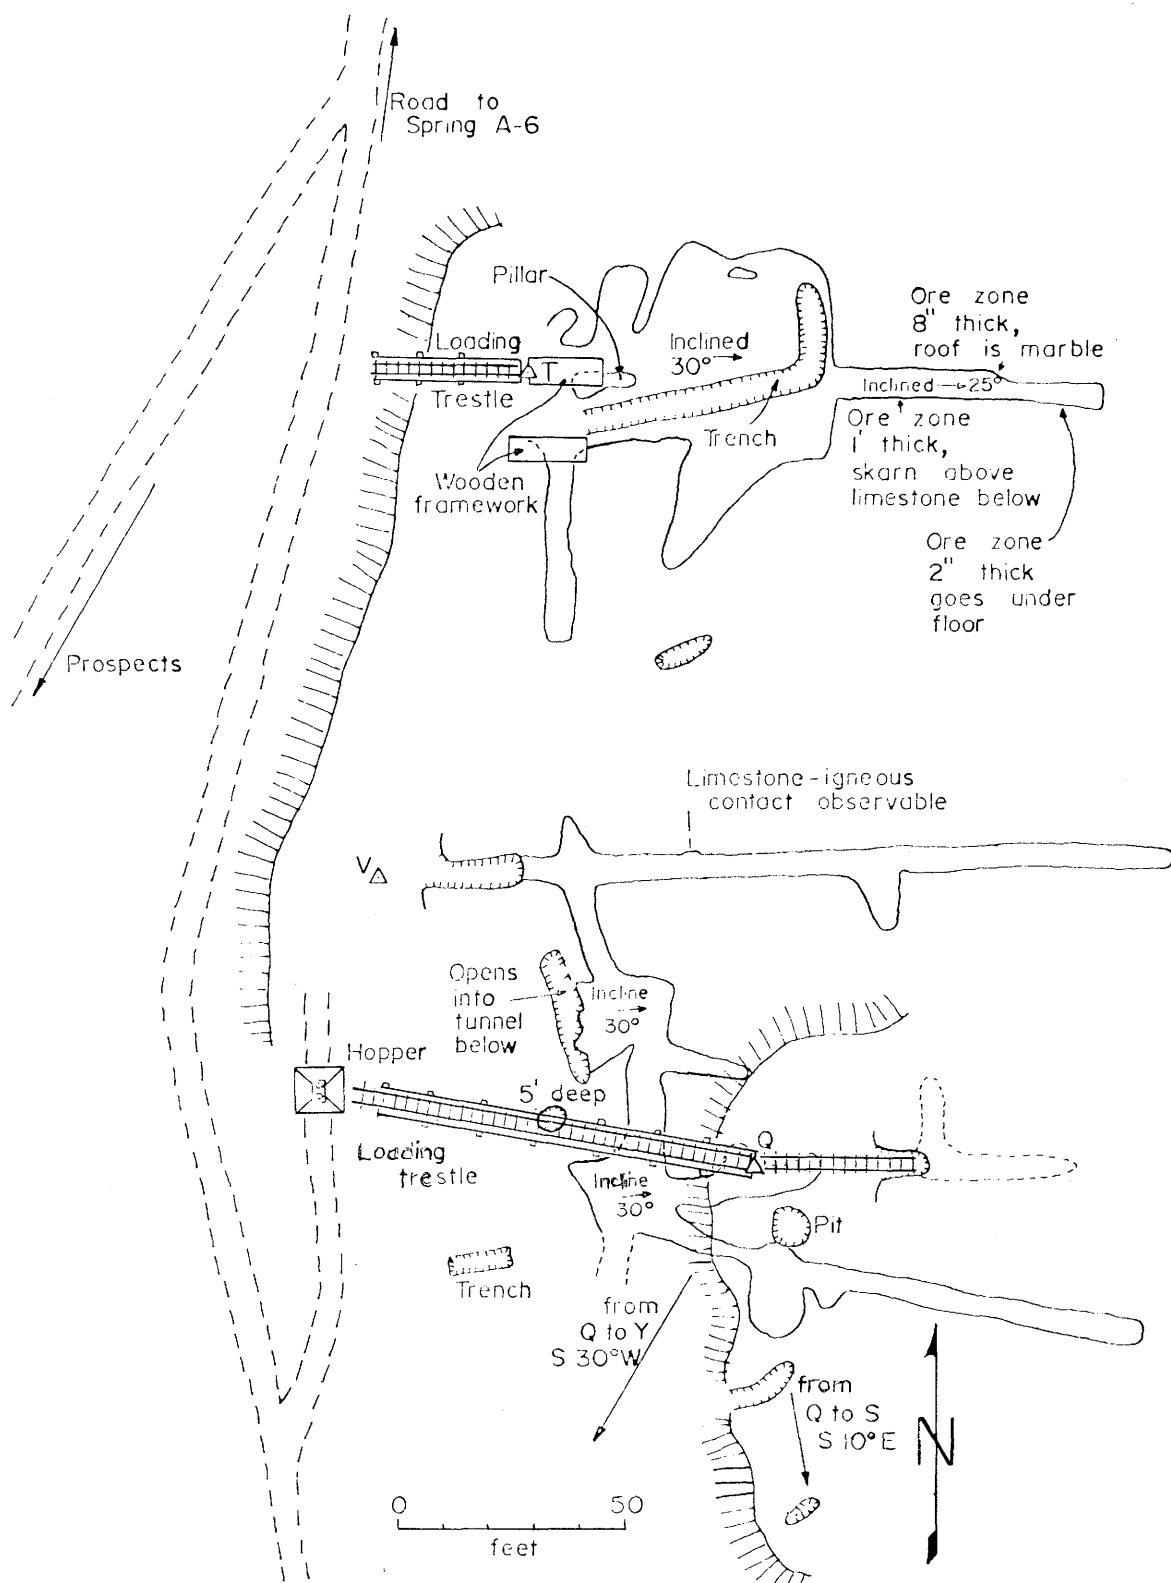 Road to
Spring A-6
Pillar
Ore zone
8" thick,
roof is marble
Loading
T
Trestle
Inclined
30°
Inclined 25°
Trench
Ore zone
1' thick,
skarn above
limestone below
Wooden
framework
Ore zone
2" thick
goes under
floor
Prospects
Limestone-igneous
contact observable
V
Opens
into
tunnel
below
Incline
30°
Hopper
5' deep
Q
Loading
trestle
Incline
30°
Pit
Trench
from
Q to Y
S 30° W
from
Q to S
S 10° E
N
0 50
feet